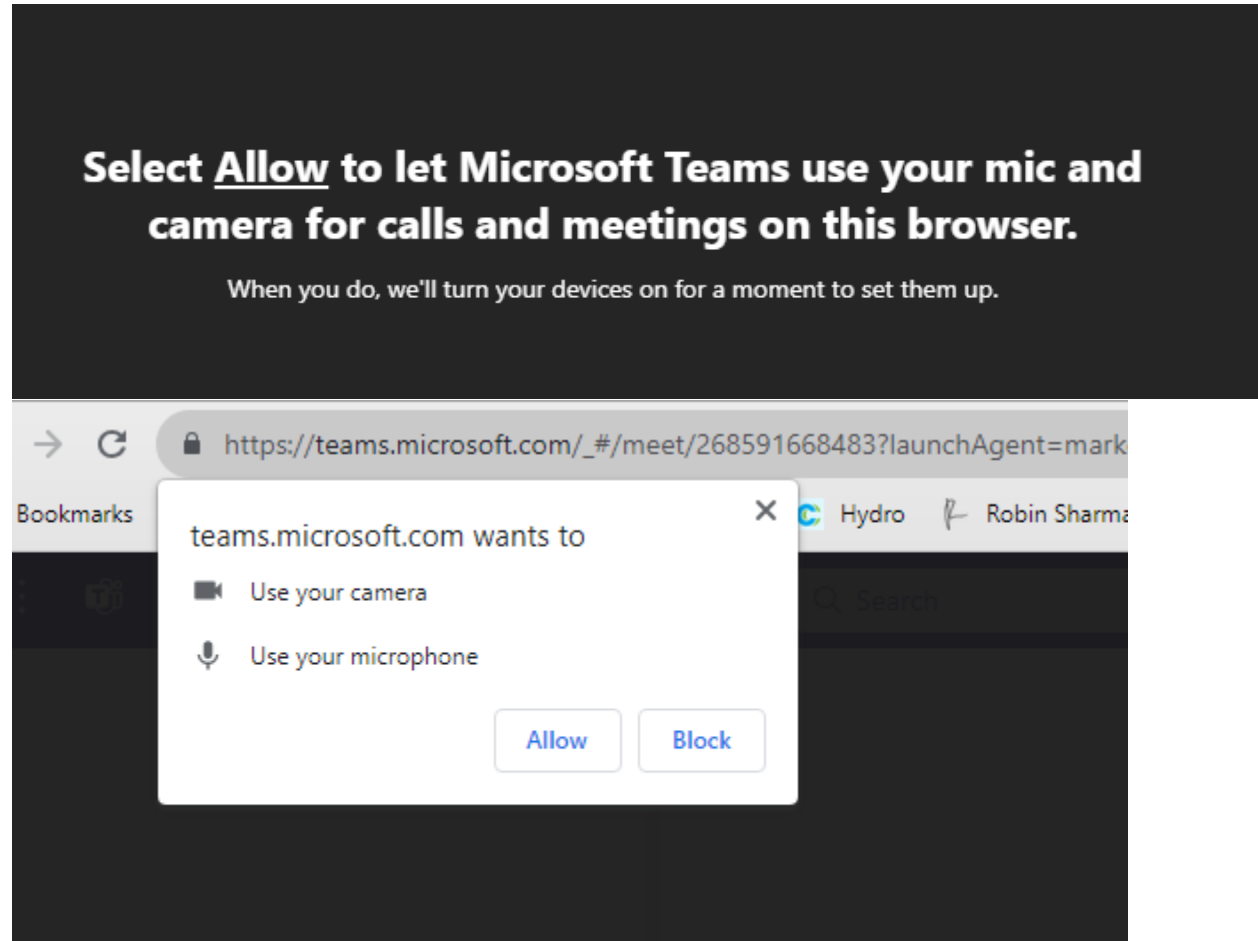 Select Allow to let Microsoft Teams use your mic and
camera for calls and meetings on this browser.
When you do, we'll turn your devices on for a moment to set them up.
https://teams.microsoft.com/_#/meet/268591668483?launchAgent=mark
Bookmarks
Hydro
Robin Sharma
teams.microsoft.com wants to
Search
Use your camera
Use your microphone
Allow
Block